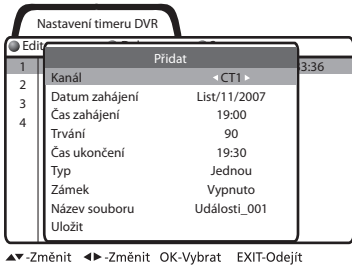 Nastavení timeru DVR
Edit
Přidat
1
3:36
2
3
4
Kanál CT1
Datum zahájení List/11/2007
Čas zahájení 19:00
Trvání 90
Čas ukončení 19:30
Typ Jednou
Zámek Vypnuto
Název souboru Události_001
Uložit
▲▼-Změnit ◀▶-Změnit OK-Vybrat EXIT-Odejít